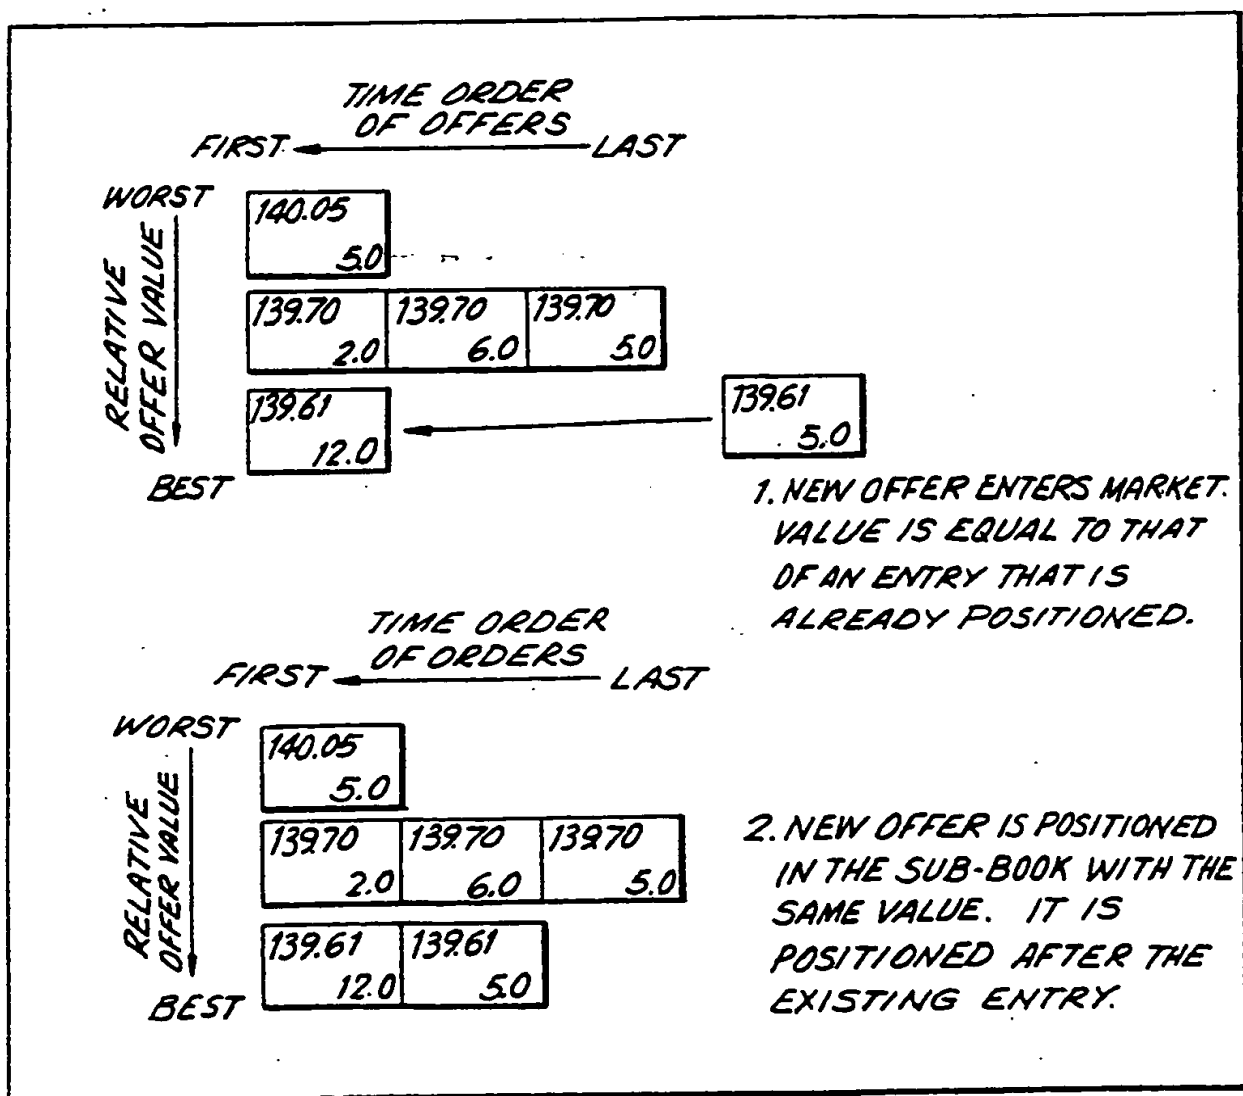 TIME ORDER
OF OFFERS
FIRST LAST
WORST
RELATIVE
OFFER VALUE
BEST
140.05
5.0
139.70 139.70 139.70
2.0 6.0 5.0
139.61
12.0
139.61
5.0
1. NEW OFFER ENTERS MARKET.
VALUE IS EQUAL TO THAT
OF AN ENTRY THAT IS
ALREADY POSITIONED.
TIME ORDER
OF ORDERS
FIRST LAST
WORST
RELATIVE
OFFER VALUE
BEST
140.05
5.0
139.70 139.70 139.70
2.0 6.0 5.0
139.61 139.61
12.0 5.0
2. NEW OFFER IS POSITIONED
IN THE SUB-BOOK WITH THE
SAME VALUE. IT IS
POSITIONED AFTER THE
EXISTING ENTRY.